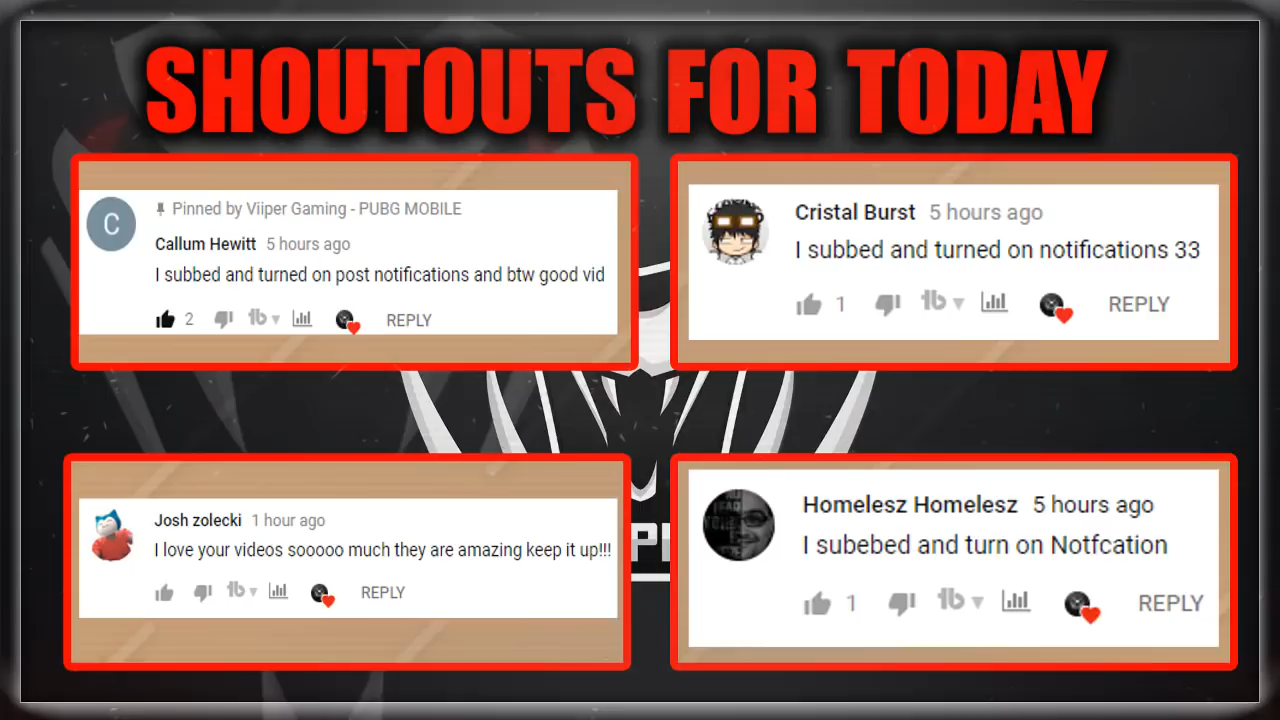 SHOUTOUTS FOR TODAY
Pinned by Viiper Gaming - PUBG MOBILE
C
Callum Hewitt 5 hours ago
I subbed and turned on post notifications and btw good vid
2 REPLY
Cristal Burst 5 hours ago
I subbed and turned on notifications 33
1 REPLY
Josh zolecki 1 hour ago
I love your videos sooooo much they are amazing keep it up!!!
REPLY
Homelesz Homelesz 5 hours ago
I subebed and turn on Notfcation
1 REPLY